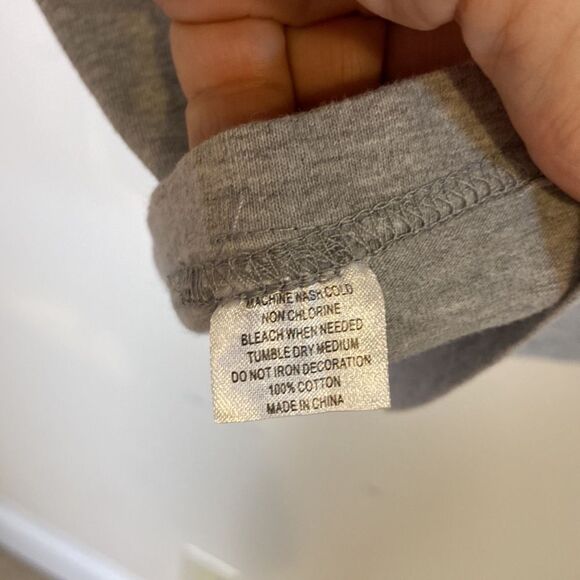 MACHINE WASH COLD
NON CHLORINE
BLEACH WHEN NEEDED
TUMBLE DRY MEDIUM
DO NOT IRON DECORATION
100% COTTON
MADE IN CHINA